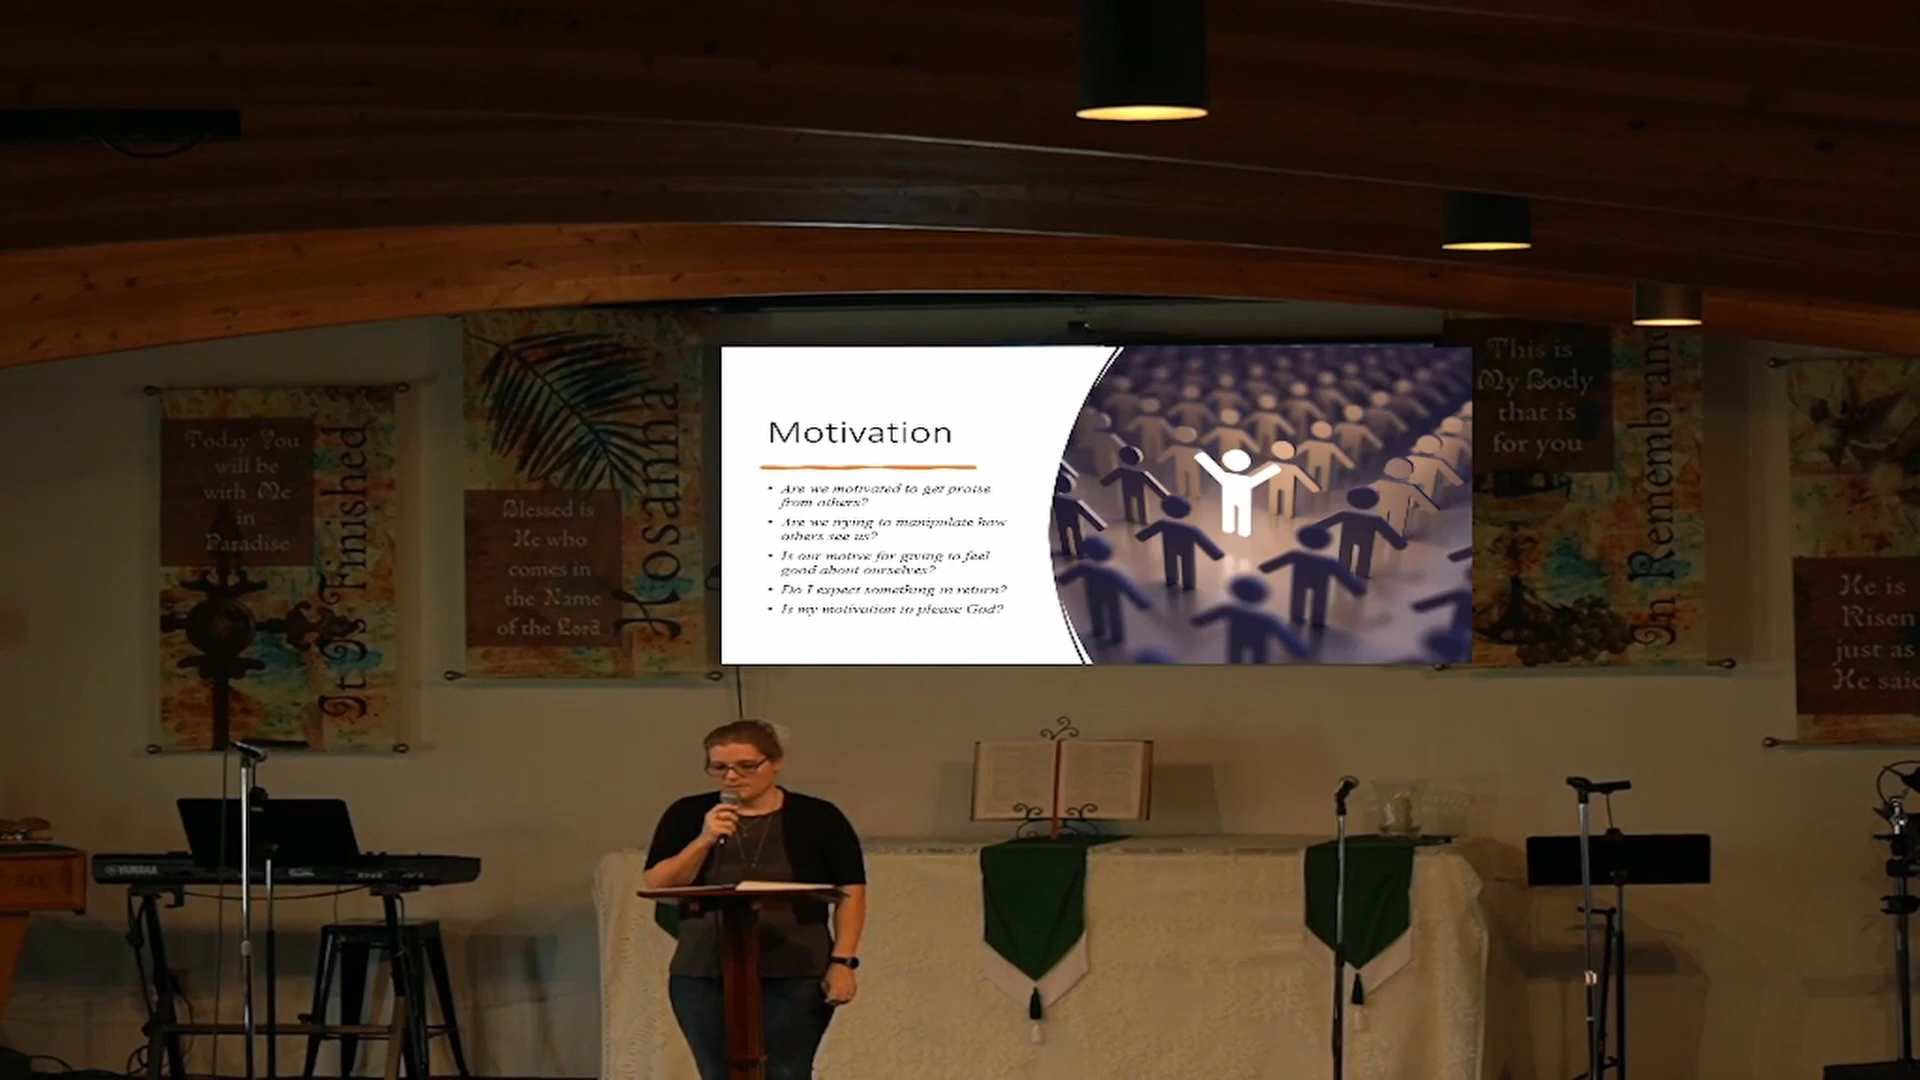 Today You
will be
with Me
in
Paradise
It Is Finished
Blessed is
He who
comes in
the Name
of the Lord
Hosanna
Motivation
• Are we motivated to get praise
from others?
• Are we trying to manipulate how
others see us?
• Is our motive for giving to feel
good about ourselves?
• Do I expect something in return?
• Is my motivation to please God?
This is
My Body
that is
for you
In
He is
Risen
just as
He said
YAMAHA